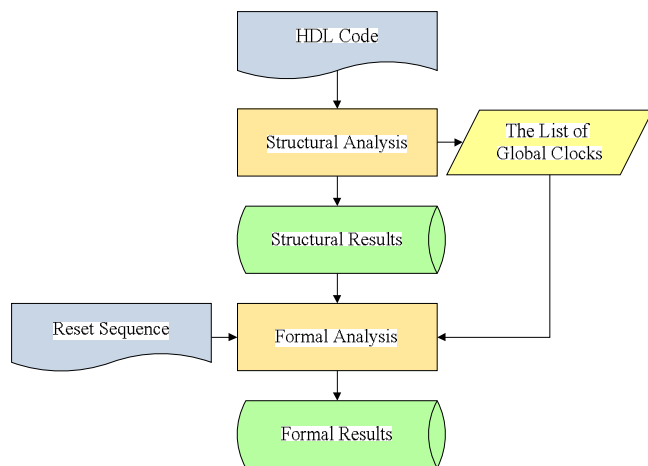 HDL Code
Structural Analysis
The List of
Global Clocks
Structural Results
Reset Sequence
Formal Analysis
Formal Results